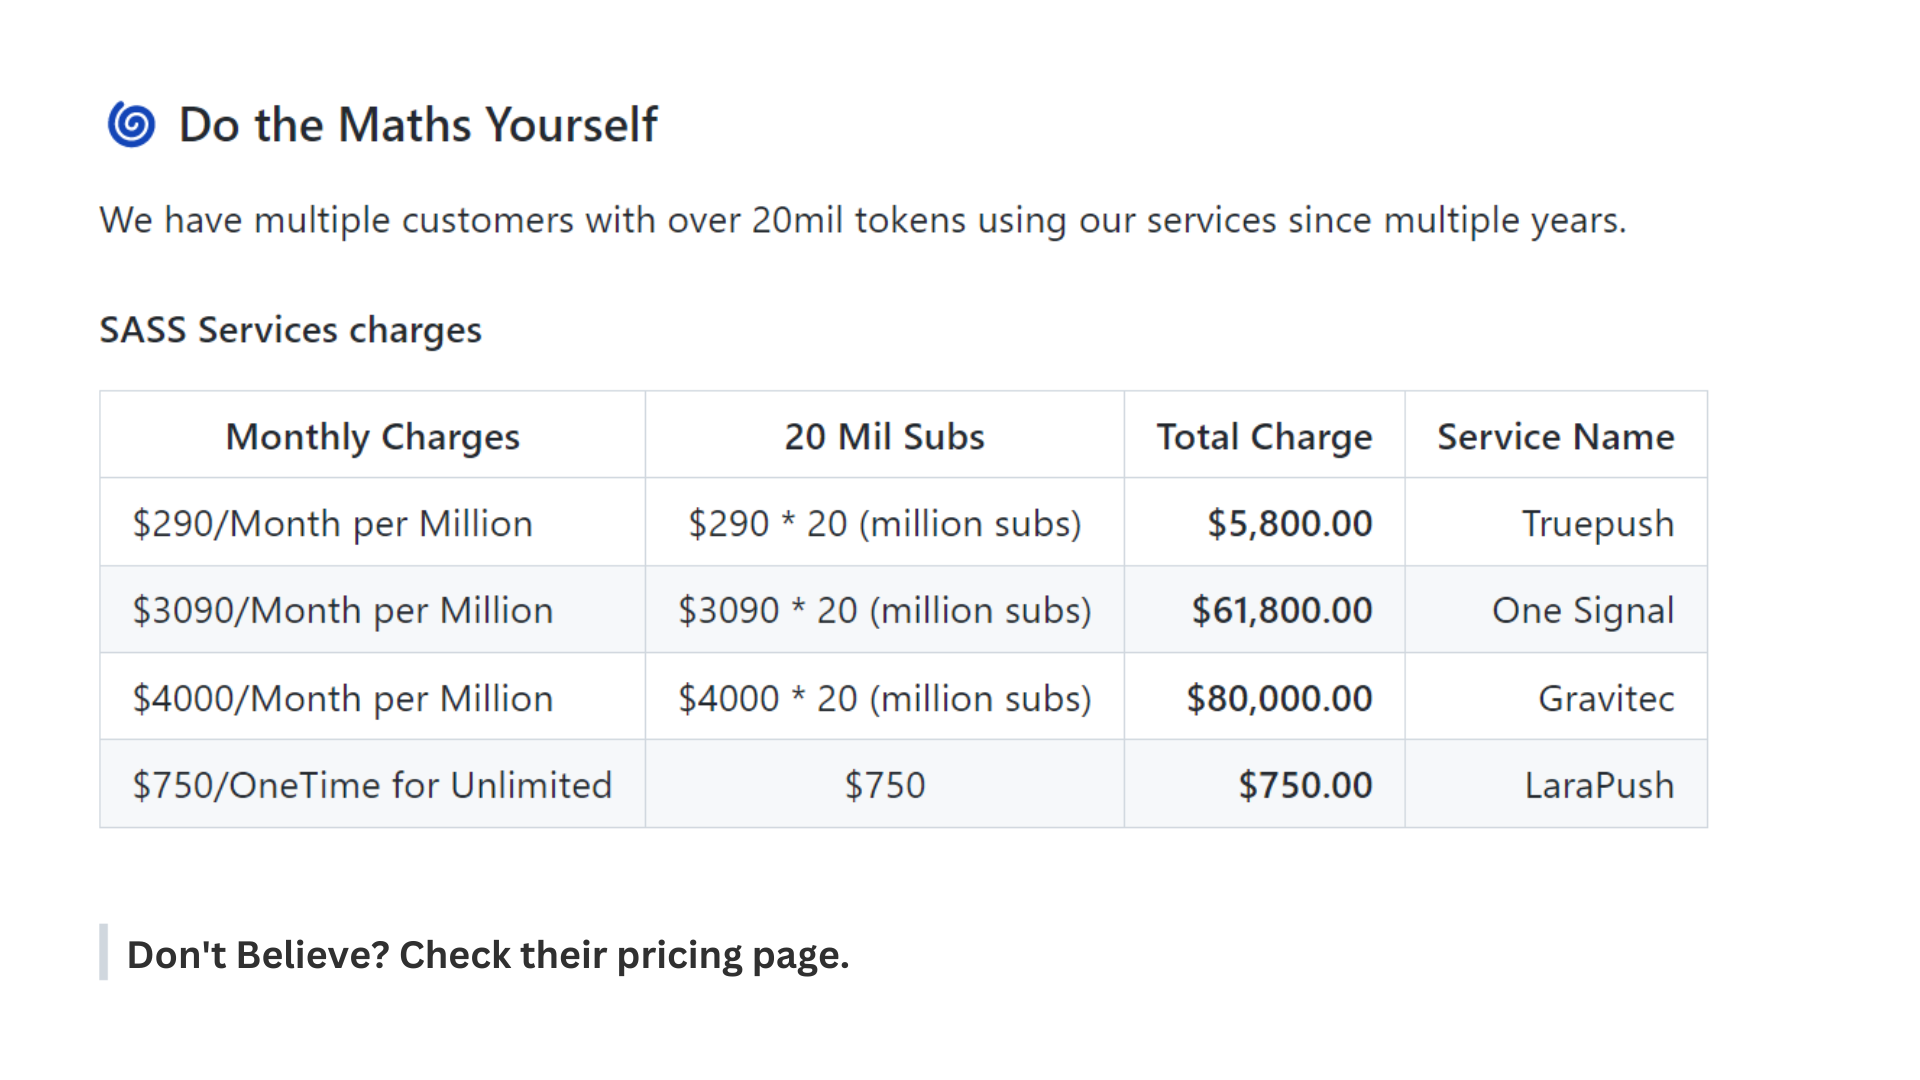 🌀 Do the Maths Yourself
We have multiple customers with over 20mil tokens using our services since multiple years.
SASS Services charges
Monthly Charges 20 Mil Subs Total Charge Service Name
$290/Month per Million $290 * 20 (million subs) $5,800.00 Truepush
$3090/Month per Million $3090 * 20 (million subs) $61,800.00 One Signal
$4000/Month per Million $4000 * 20 (million subs) $80,000.00 Gravitec
$750/OneTime for Unlimited $750 $750.00 LaraPush
Don't Believe? Check their pricing page.